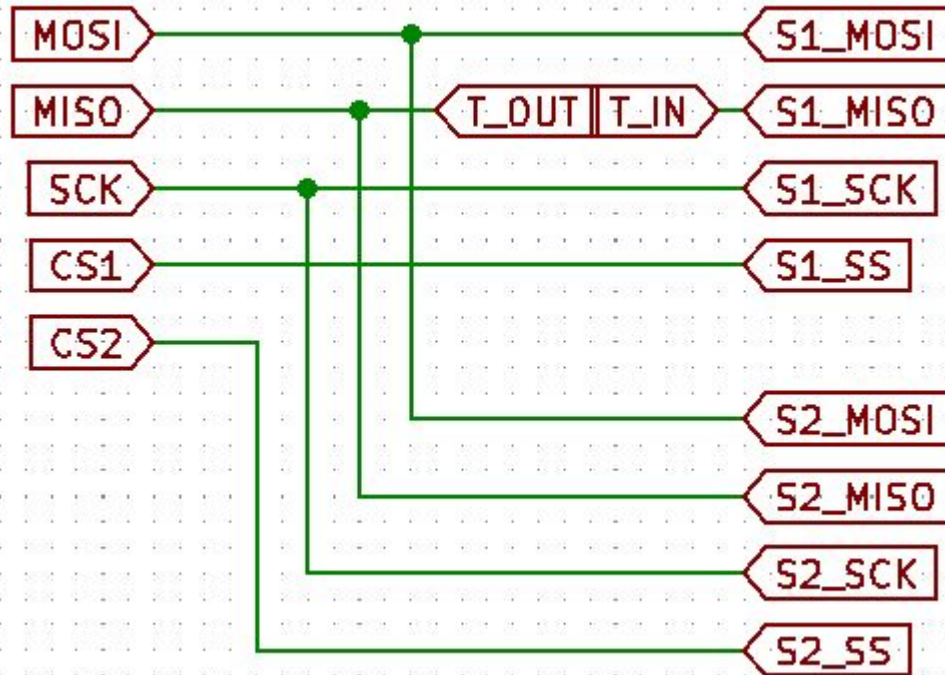 MOSI S1_MOSI
MISO T_OUT T_IN S1_MISO
SCK S1_SCK
CS1 S1_SS
CS2
S2_MOSI
S2_MISO
S2_SCK
S2_SS